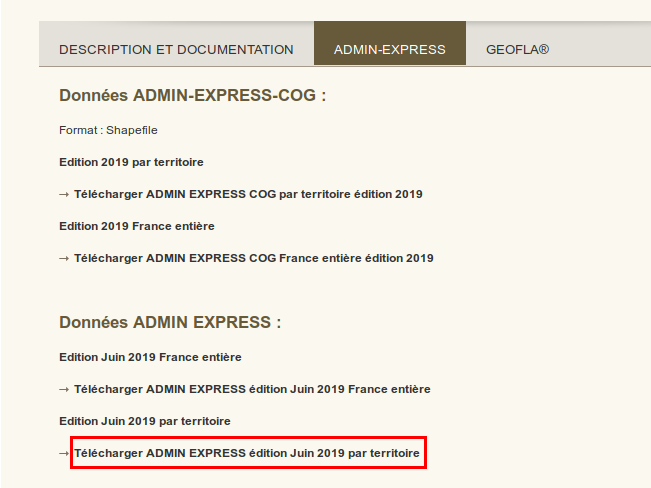 DESCRIPTION ET DOCUMENTATION ADMIN-EXPRESS GEOFLA®
Données ADMIN-EXPRESS-COG :
Format : Shapefile
Edition 2019 par territoire
→ Télécharger ADMIN EXPRESS COG par territoire édition 2019
Edition 2019 France entière
→ Télécharger ADMIN EXPRESS COG France entière édition 2019
Données ADMIN EXPRESS :
Edition Juin 2019 France entière
→ Télécharger ADMIN EXPRESS édition Juin 2019 France entière
Edition Juin 2019 par territoire
→ Télécharger ADMIN EXPRESS édition Juin 2019 par territoire